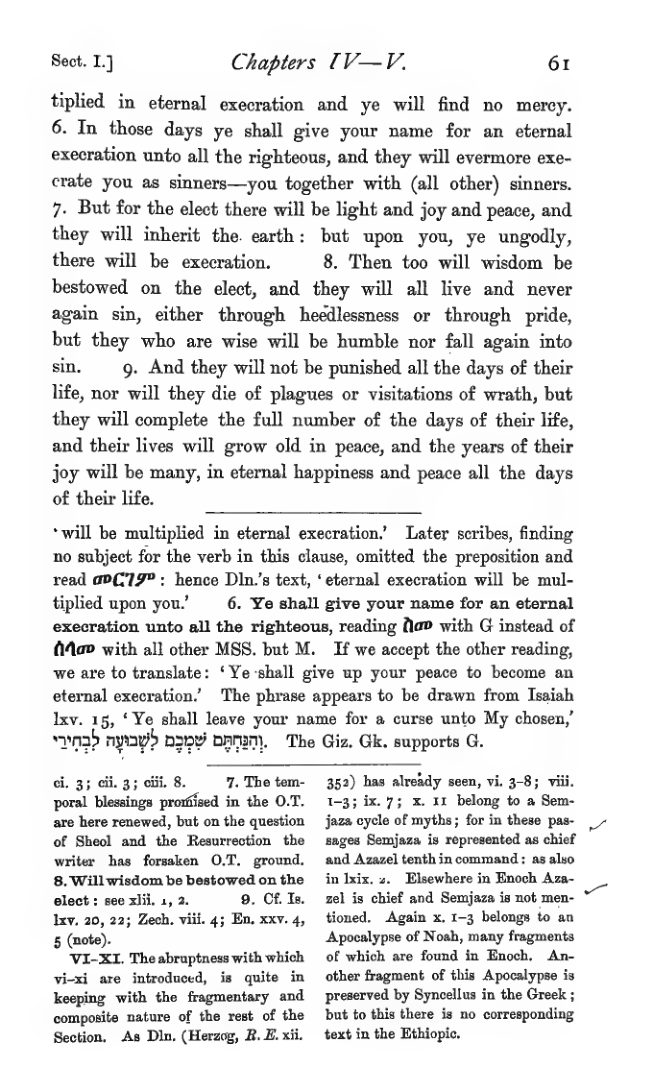 Sect. I.] Chapters IV—V. 61
tiplied in eternal execration and ye will find no mercy.
6. In those days ye shall give your name for an eternal
execration unto all the righteous, and they will evermore exe-
crate you as sinners—you together with (all other) sinners.
7. But for the elect there will be light and joy and peace, and
they will inherit the earth: but upon you, ye ungodly,
there will be execration. 8. Then too will wisdom be
bestowed on the elect, and they will all live and never
again sin, either through heedlessness or through pride,
but they who are wise will be humble nor fall again into
sin. 9. And they will not be punished all the days of their
life, nor will they die of plagues or visitations of wrath, but
they will complete the full number of the days of their life,
and their lives will grow old in peace, and the years of their
joy will be many, in eternal happiness and peace all the days
of their life.
‘will be multiplied in eternal execration.’ Later scribes, finding
no subject for the verb in this clause, omitted the preposition and
read መርገም: hence Dln.'s text, ‘eternal execration will be mul-
tiplied upon you.’ 6. Ye shall give your name for an eternal
execration unto all the righteous, reading ስመ with G instead of
ሰላመ with all other MSS. but M. If we accept the other reading,
we are to translate: ‘Ye shall give up your peace to become an
eternal execration.’ The phrase appears to be drawn from Isaiah
lxv. 15, ‘Ye shall leave your name for a curse unto My chosen,’
וְהִנַּחְתֶּם שִׁמְכֶם לִשְׁבוּעָה לִבְחִירַי. The Giz. Gk. supports G.
ci. 3; cii. 3; ciii. 8. 7. The tem-
poral blessings promised in the O.T.
are here renewed, but on the question
of Sheol and the Resurrection the
writer has forsaken O.T. ground.
8. Will wisdom be bestowed on the
elect: see xlii. 1, 2. 9. Cf. Is.
lxv. 20, 22; Zech. viii. 4; En. xxv. 4,
5 (note).
VI-XI. The abruptness with which
vi-xi are introduced, is quite in
keeping with the fragmentary and
composite nature of the rest of the
Section. As Dln. (Herzog, R. E. xii.
352) has already seen, vi. 3-8; viii.
1-3; ix. 7; x. 11 belong to a Sem-
jaza cycle of myths; for in these pas-
sages Semjaza is represented as chief
and Azazel tenth in command: as also
in lxix. 2. Elsewhere in Enoch Aza-
zel is chief and Semjaza is not men-
tioned. Again x. 1-3 belongs to an
Apocalypse of Noah, many fragments
of which are found in Enoch. An-
other fragment of this Apocalypse is
preserved by Syncellus in the Greek;
but to this there is no corresponding
text in the Ethiopic.